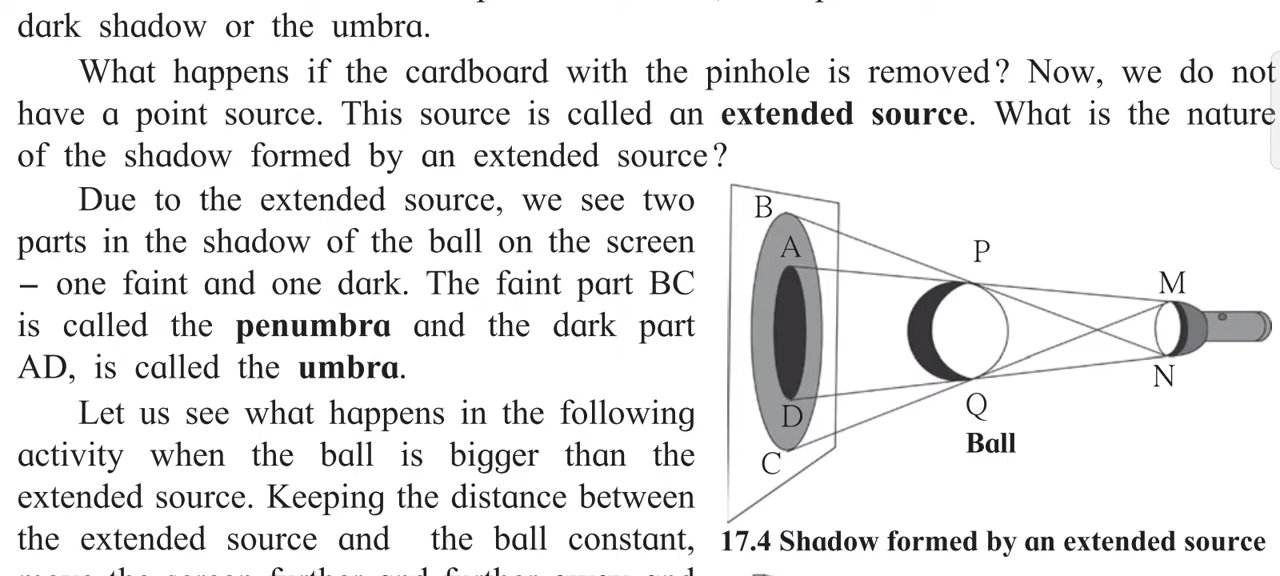 dark shadow or the umbra.
What happens if the cardboard with the pinhole is removed? Now, we do not
have a point source. This source is called an extended source. What is the nature
of the shadow formed by an extended source?
Due to the extended source, we see two
parts in the shadow of the ball on the screen
– one faint and one dark. The faint part BC
is called the penumbra and the dark part
AD, is called the umbra.
Let us see what happens in the following
activity when the ball is bigger than the
extended source. Keeping the distance between
the extended source and the ball constant,
B
A
P
M
N
D
Q
C
Ball
17.4 Shadow formed by an extended source